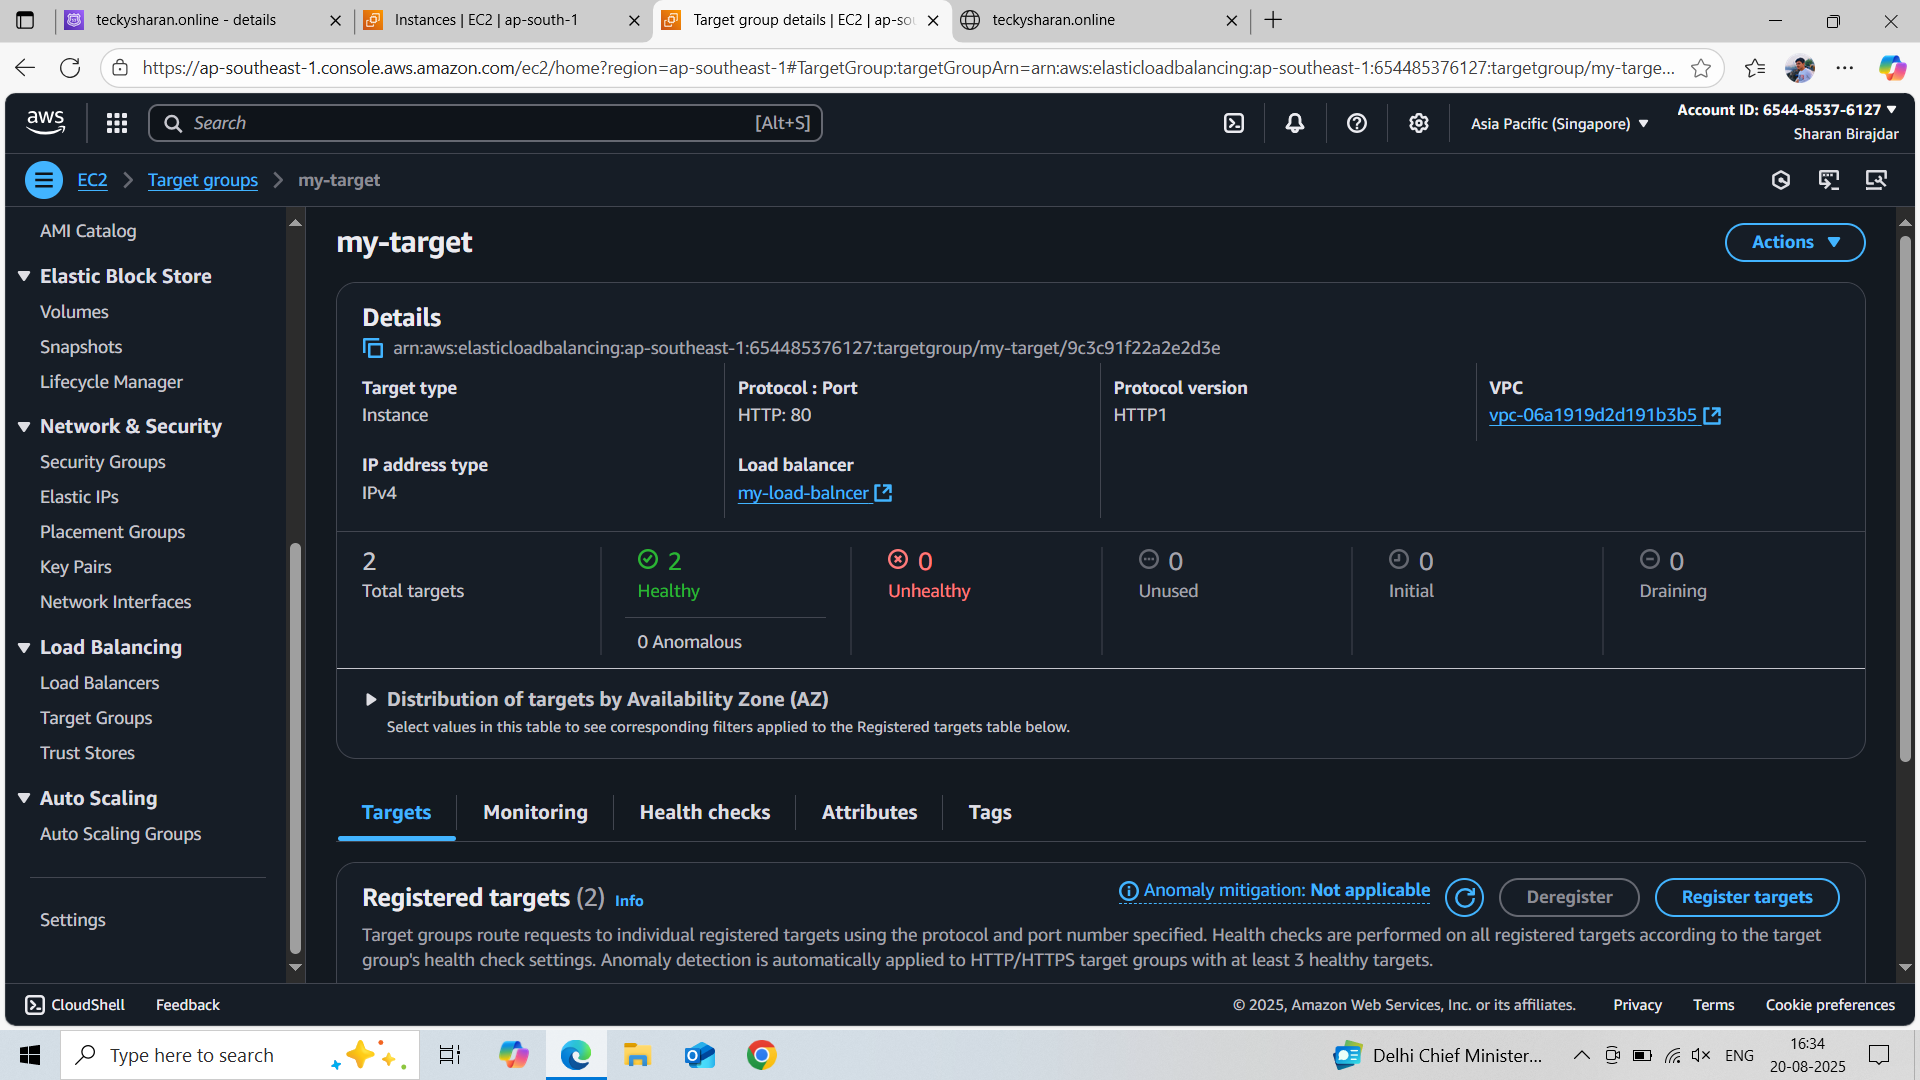 teckysharan.online - details
Instances | EC2 | ap-south-1
Target group details | EC2 | ap-so
teckysharan.online
https://ap-southeast-1.console.aws.amazon.com/ec2/home?region=ap-southeast-1#TargetGroup:targetGroupArn=arn:aws:elasticloadbalancing:ap-southeast-1:654485376127:targetgroup/my-targe...
aws
Search
[Alt+S]
Asia Pacific (Singapore)
Account ID: 6544-8537-6127
Sharan Birajdar
EC2
Target groups
my-target
AMI Catalog
Elastic Block Store
Volumes
Snapshots
Lifecycle Manager
Network & Security
Security Groups
Elastic IPs
Placement Groups
Key Pairs
Network Interfaces
Load Balancing
Load Balancers
Target Groups
Trust Stores
Auto Scaling
Auto Scaling Groups
Settings
my-target
Actions
Details
arn:aws:elasticloadbalancing:ap-southeast-1:654485376127:targetgroup/my-target/9c3c91f22a2e2d3e
Target type
Instance
Protocol : Port
HTTP: 80
Protocol version
HTTP1
VPC
vpc-06a1919d2d191b3b5
IP address type
IPv4
Load balancer
my-load-balncer
2
Total targets
2
Healthy
0 Anomalous
0
Unhealthy
0
Unused
0
Initial
0
Draining
Distribution of targets by Availability Zone (AZ)
Select values in this table to see corresponding filters applied to the Registered targets table below.
Targets
Monitoring
Health checks
Attributes
Tags
Registered targets (2) Info
Anomaly mitigation: Not applicable
Deregister
Register targets
Target groups route requests to individual registered targets using the protocol and port number specified. Health checks are performed on all registered targets according to the target
group's health check settings. Anomaly detection is automatically applied to HTTP/HTTPS target groups with at least 3 healthy targets.
CloudShell
Feedback
© 2025, Amazon Web Services, Inc. or its affiliates.
Privacy
Terms
Cookie preferences
Type here to search
Delhi Chief Minister...
ENG
16:34
20-08-2025